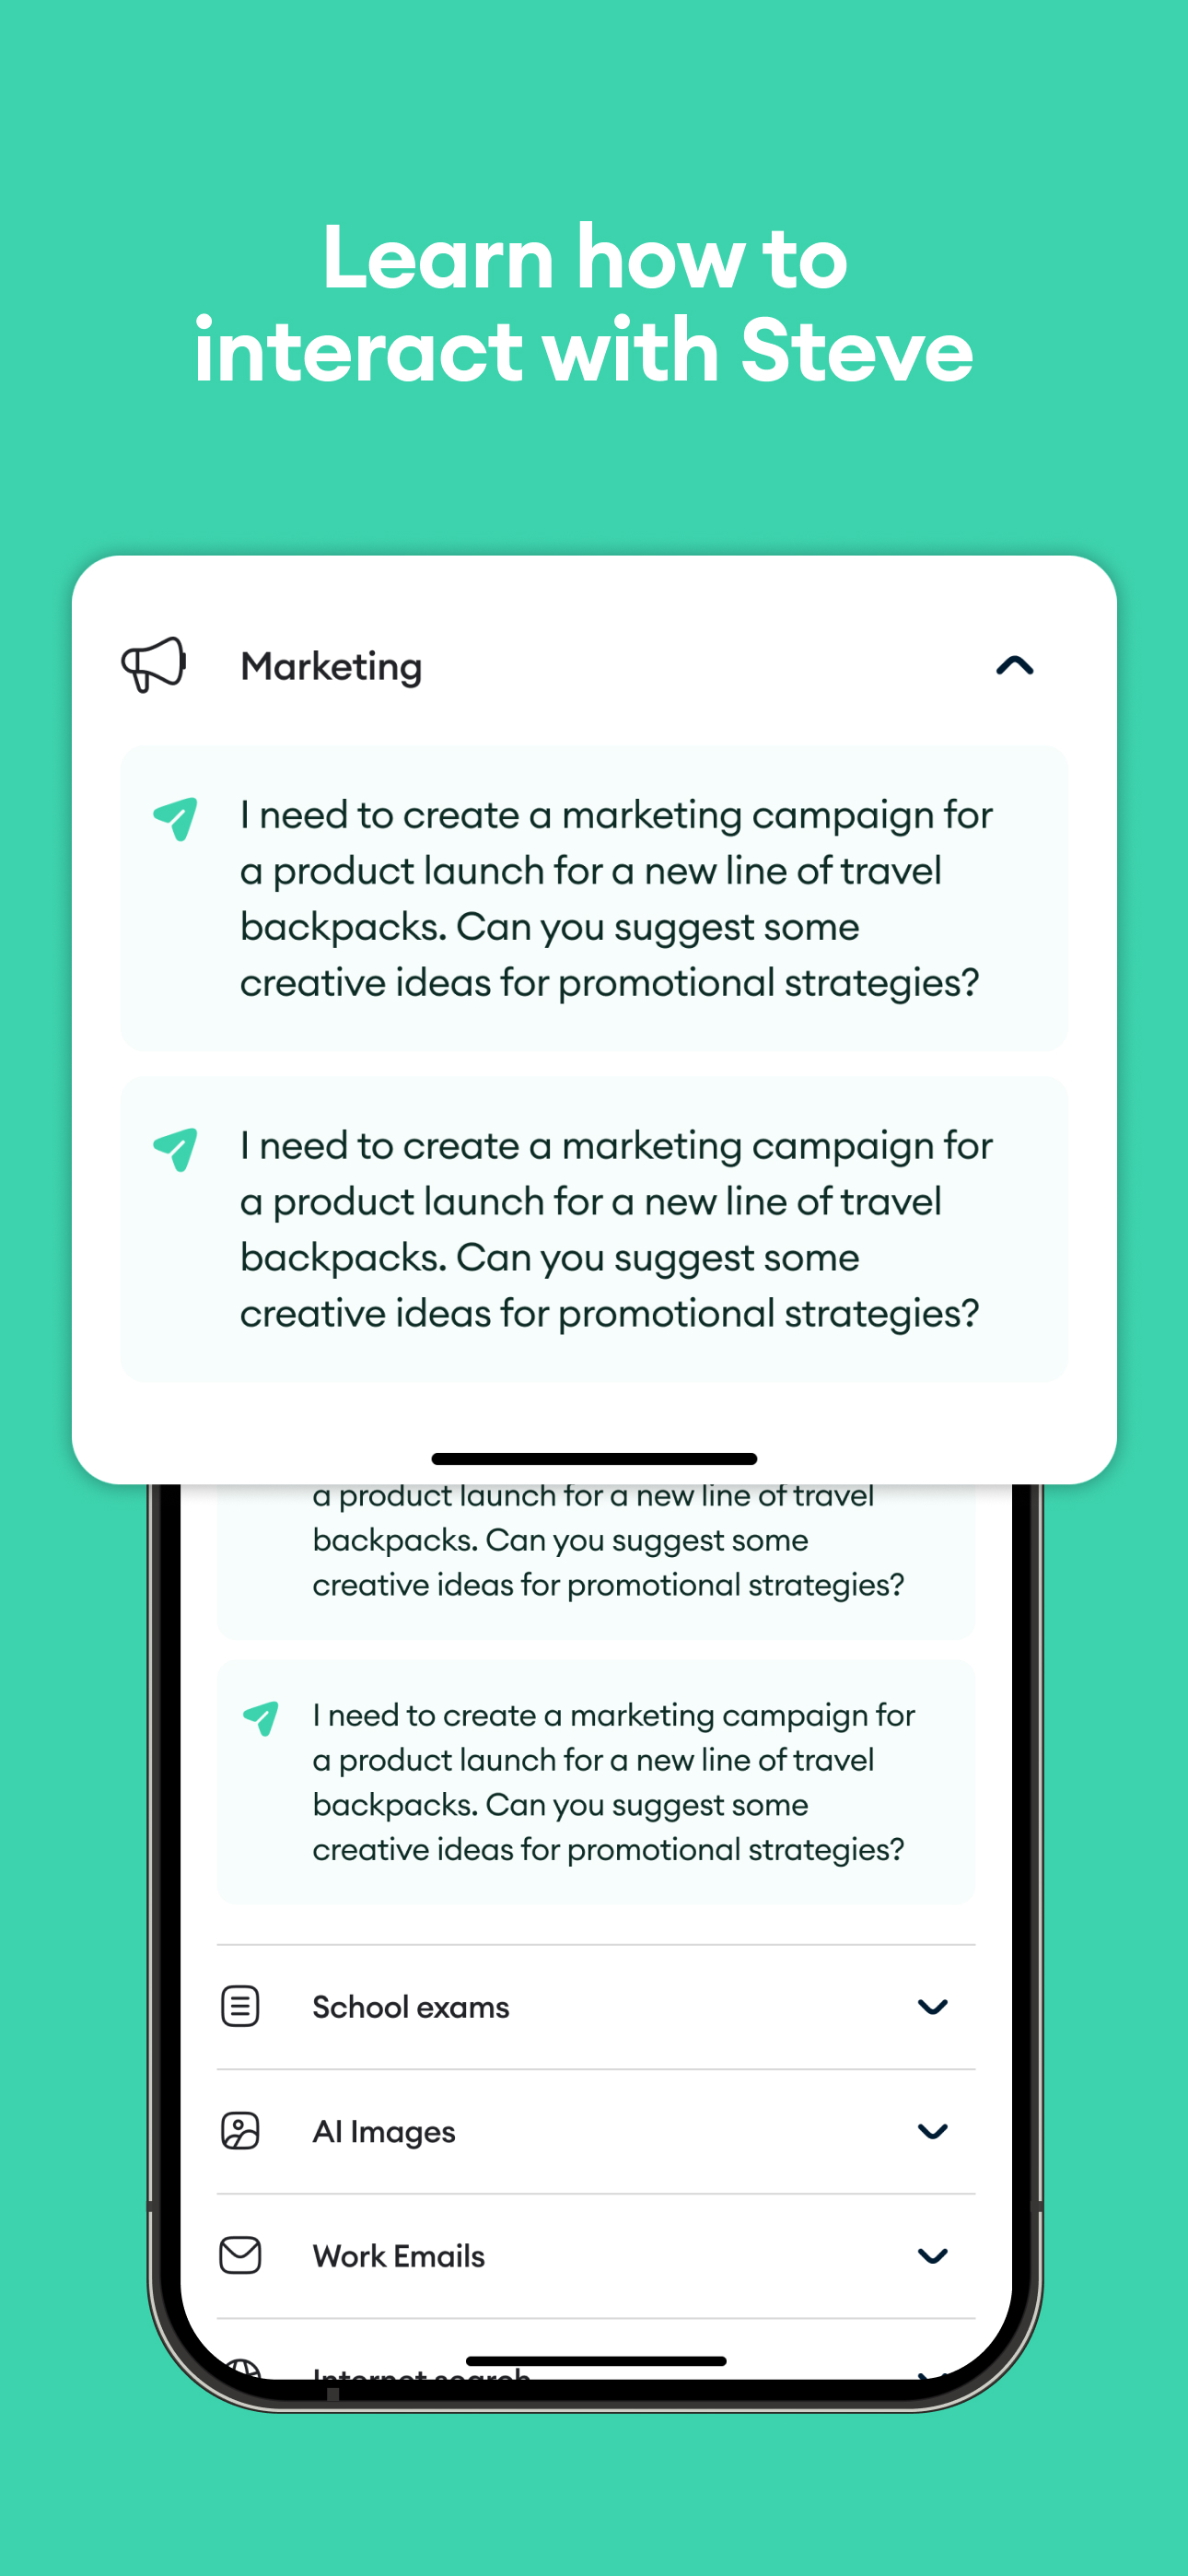 Learn how to
interact with Steve
Marketing
I need to create a marketing campaign for
a product launch for a new line of travel
backpacks. Can you suggest some
creative ideas for promotional strategies?
I need to create a marketing campaign for
a product launch for a new line of travel
backpacks. Can you suggest some
creative ideas for promotional strategies?
a product launch for a new line of travel
backpacks. Can you suggest some
creative ideas for promotional strategies?
I need to create a marketing campaign for
a product launch for a new line of travel
backpacks. Can you suggest some
creative ideas for promotional strategies?
School exams
AI Images
Work Emails
Internet search